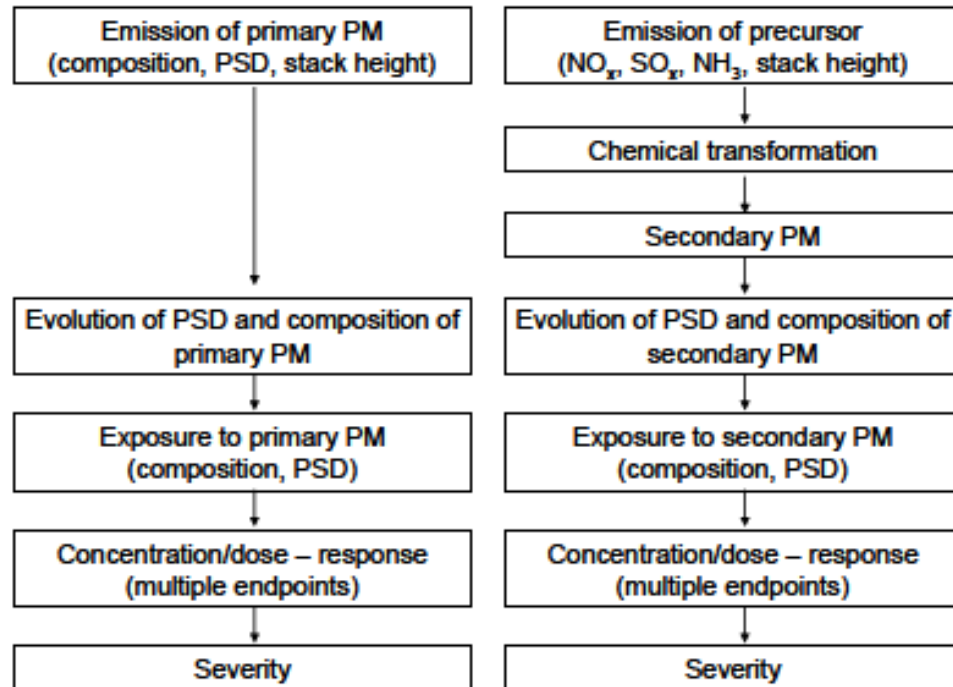 Emission of primary PM
(composition, PSD, stack height)
Evolution of PSD and composition of
primary PM
Exposure to primary PM
(composition, PSD)
Concentration/dose – response
(multiple endpoints)
Severity
Emission of precursor
(NOₓ, SOₓ, NH₃, stack height)
Chemical transformation
Secondary PM
Evolution of PSD and composition of
secondary PM
Exposure to secondary PM
(composition, PSD)
Concentration/dose – response
(multiple endpoints)
Severity